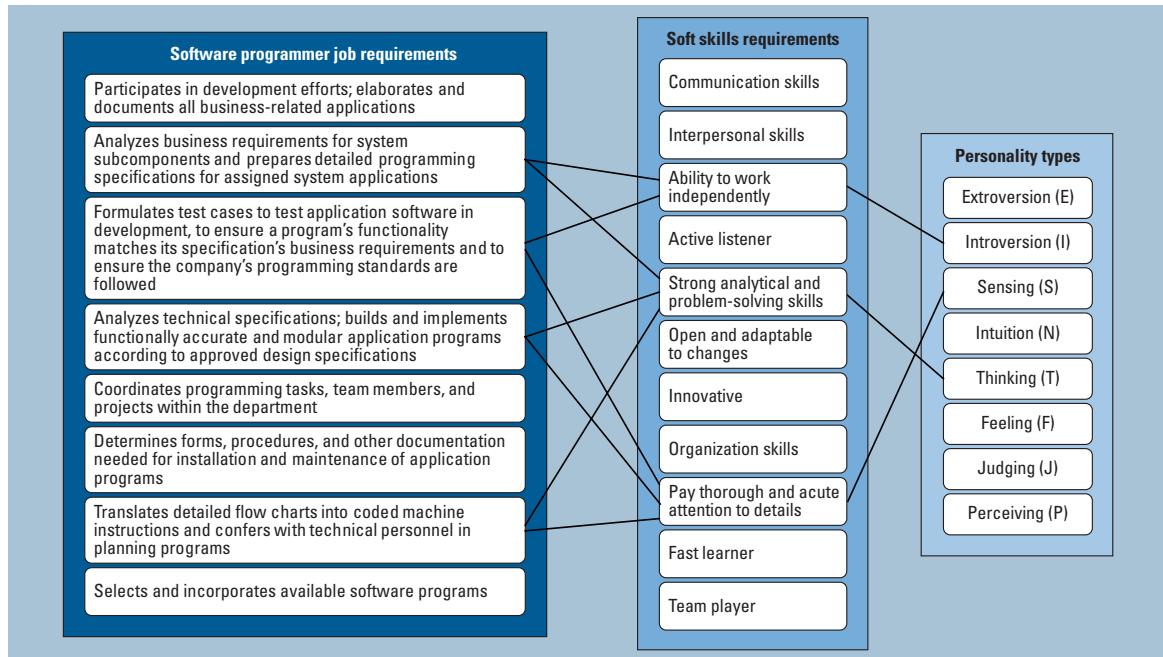 Software programmer job requirements
Participates in development efforts; elaborates and
documents all business-related applications
Analyzes business requirements for system
subcomponents and prepares detailed programming
specifications for assigned system applications
Formulates test cases to test application software in
development, to ensure a program’s functionality
matches its specification’s business requirements and to
ensure the company’s programming standards are
followed
Analyzes technical specifications; builds and implements
functionally accurate and modular application programs
according to approved design specifications
Coordinates programming tasks, team members, and
projects within the department
Determines forms, procedures, and other documentation
needed for installation and maintenance of application
programs
Translates detailed flow charts into coded machine
instructions and confers with technical personnel in
planning programs
Selects and incorporates available software programs
Soft skills requirements
Communication skills
Interpersonal skills
Ability to work
independently
Active listener
Strong analytical and
problem-solving skills
Open and adaptable
to changes
Innovative
Organization skills
Pay thorough and acute
attention to details
Fast learner
Team player
Personality types
Extroversion (E)
Introversion (I)
Sensing (S)
Intuition (N)
Thinking (T)
Feeling (F)
Judging (J)
Perceiving (P)